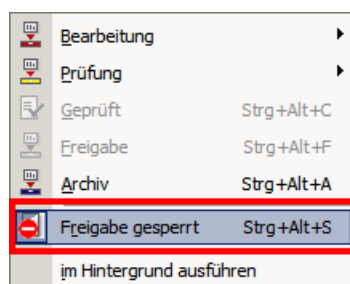 Bearbeitung
Prüfung
Geprüft Strg+Alt+C
Freigabe Strg+Alt+F
Archiv Strg+Alt+A
Freigabe gesperrt Strg+Alt+S
im Hintergrund ausführen